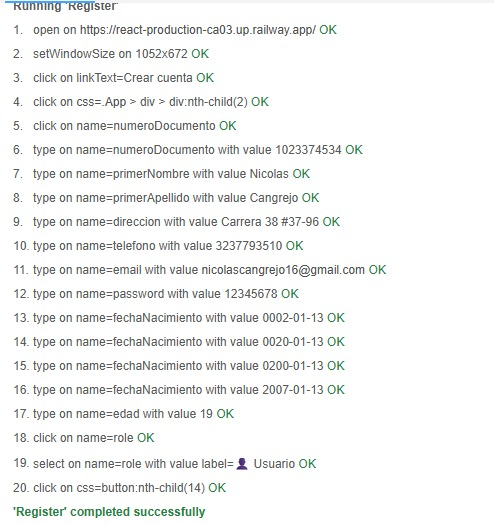 Running 'Register'
1. open on https://react-production-ca03.up.railway.app/ OK
2. setWindowSize on 1052x672 OK
3. click on linkText=Crear cuenta OK
4. click on css=.App > div > div:nth-child(2) OK
5. click on name=numeroDocumento OK
6. type on name=numeroDocumento with value 1023374534 OK
7. type on name=primerNombre with value Nicolas OK
8. type on name=primerApellido with value Cangrejo OK
9. type on name=direccion with value Carrera 38 #37-96 OK
10. type on name=telefono with value 3237793510 OK
11. type on name=email with value nicolascangrejo16@gmail.com OK
12. type on name=password with value 12345678 OK
13. type on name=fechaNacimiento with value 0002-01-13 OK
14. type on name=fechaNacimiento with value 0020-01-13 OK
15. type on name=fechaNacimiento with value 0200-01-13 OK
16. type on name=fechaNacimiento with value 2007-01-13 OK
17. type on name=edad with value 19 OK
18. click on name=role OK
19. select on name=role with value label=👤 Usuario OK
20. click on css=button:nth-child(14) OK
'Register' completed successfully